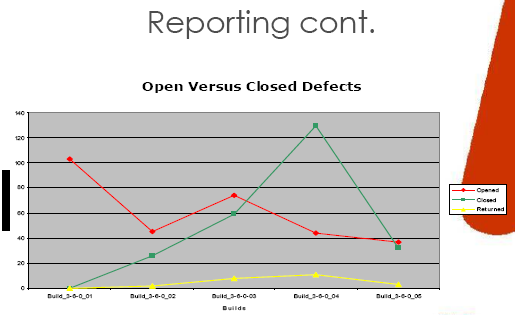 Reporting cont.
Open Versus Closed Defects
140
120
100
80
60
40
20
0
Build_3-6-0_01 Build_3-6-0_02 Build_3-6-0-03 Build_3-6-0_04 Build_3-6-0_05
Builds
Opened
Closed
Returned